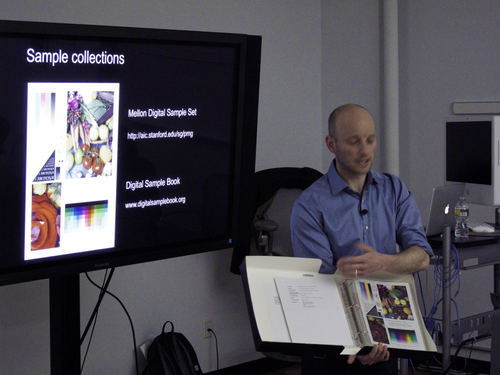 Sample collections
Mellon Digital Sample Set
http://aic.stanford.edu/sg/pmg
Digital Sample Book
www.digitalsamplebook.org